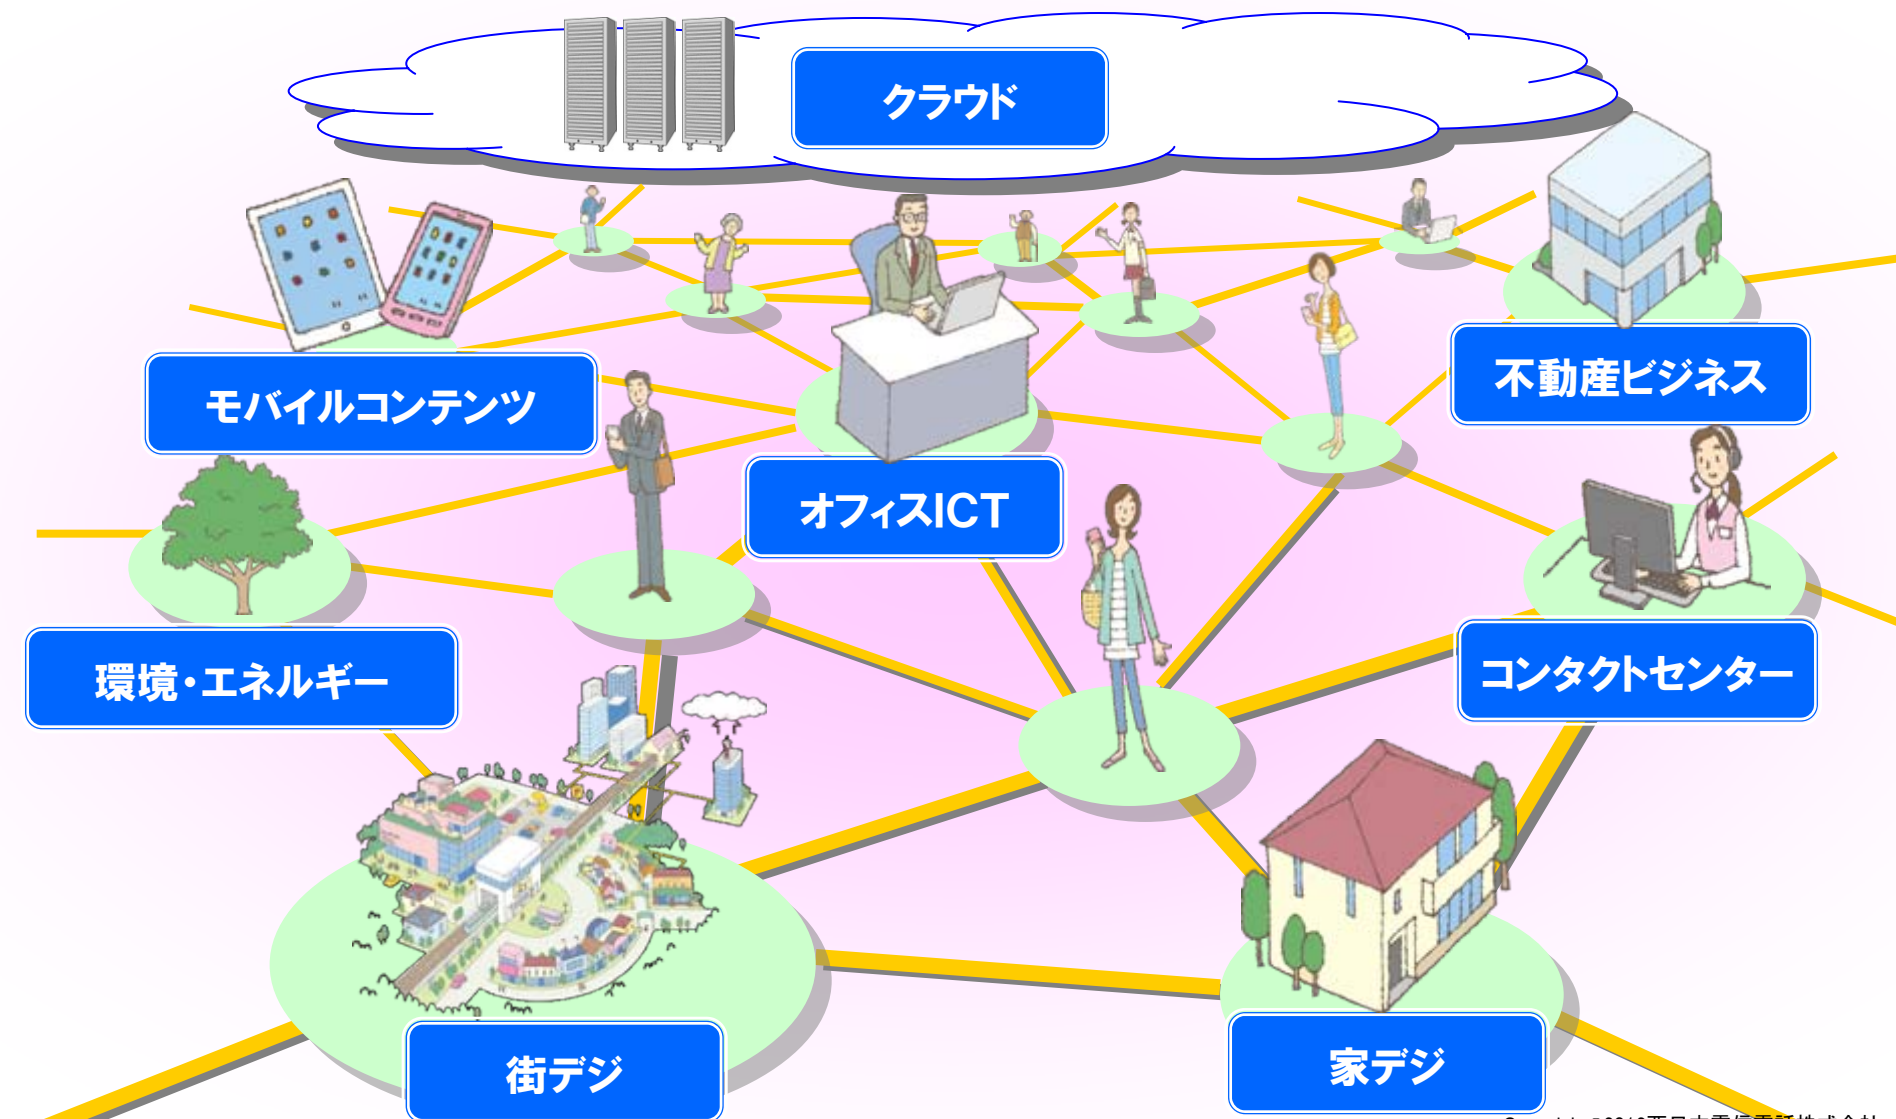 クラウド
モバイルコンテンツ
不動産ビジネス
オフィスICT
環境・エネルギー
コンタクトセンター
街デジ
家デジ